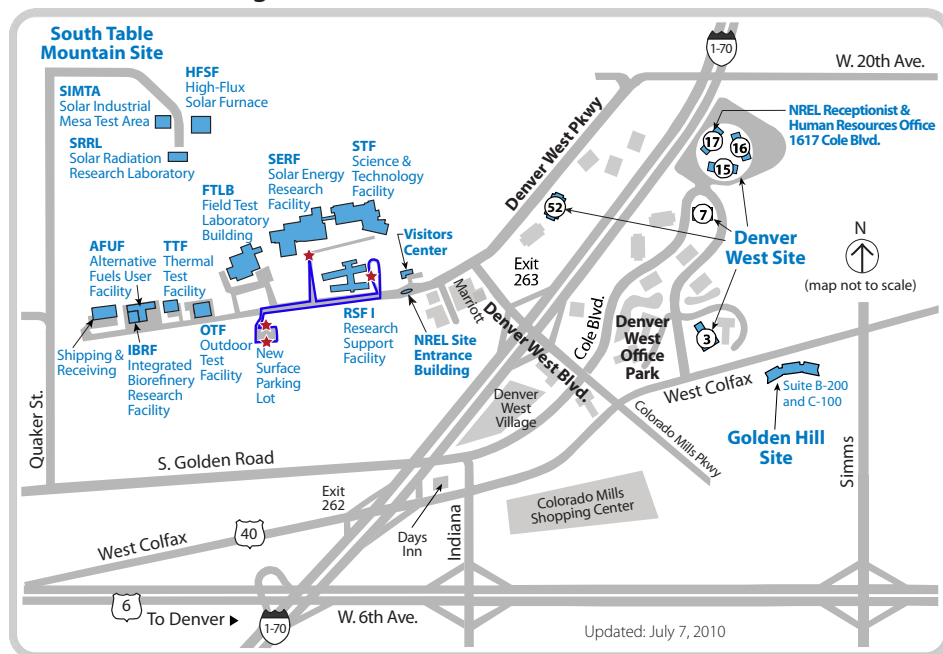 South Table
Mountain Site
HFSF
High-Flux
Solar Furnace
SIMTA
Solar Industrial
Mesa Test Area
SRRL
Solar Radiation
Research Laboratory
STF
Science &
Technology
Facility
SERF
Solar Energy
Research
Facility
FTLB
Field Test
Laboratory
Building
AFUF
Alternative
Fuels User
Facility
TTF
Thermal
Test
Facility
Visitors
Center
Shipping &
Receiving
IBRF
Integrated
Biorefinery
Research
Facility
OTF
Outdoor
Test
Facility
New
Surface
Parking
Lot
RSF I
Research
Support
Facility
NREL Site
Entrance
Building
Marriott
Denver West Pkwy
Denver West Blvd.
Exit
263
Cole Blvd.
Denver
West
Office
Park
Denver
West
Village
1-70
W. 20th Ave.
NREL Receptionist &
Human Resources Office
1617 Cole Blvd.
17
16
15
52
7
3
Denver
West Site
N
(map not to scale)
West Colfax
Suite B-200
and C-100
Golden Hill
Site
Colorado Mills Pkwy
Simms
Quaker St.
S. Golden Road
Exit
262
Days
Inn
Indiana
Colorado Mills
Shopping Center
West Colfax
40
6
To Denver
1-70
W. 6th Ave.
Updated: July 7, 2010